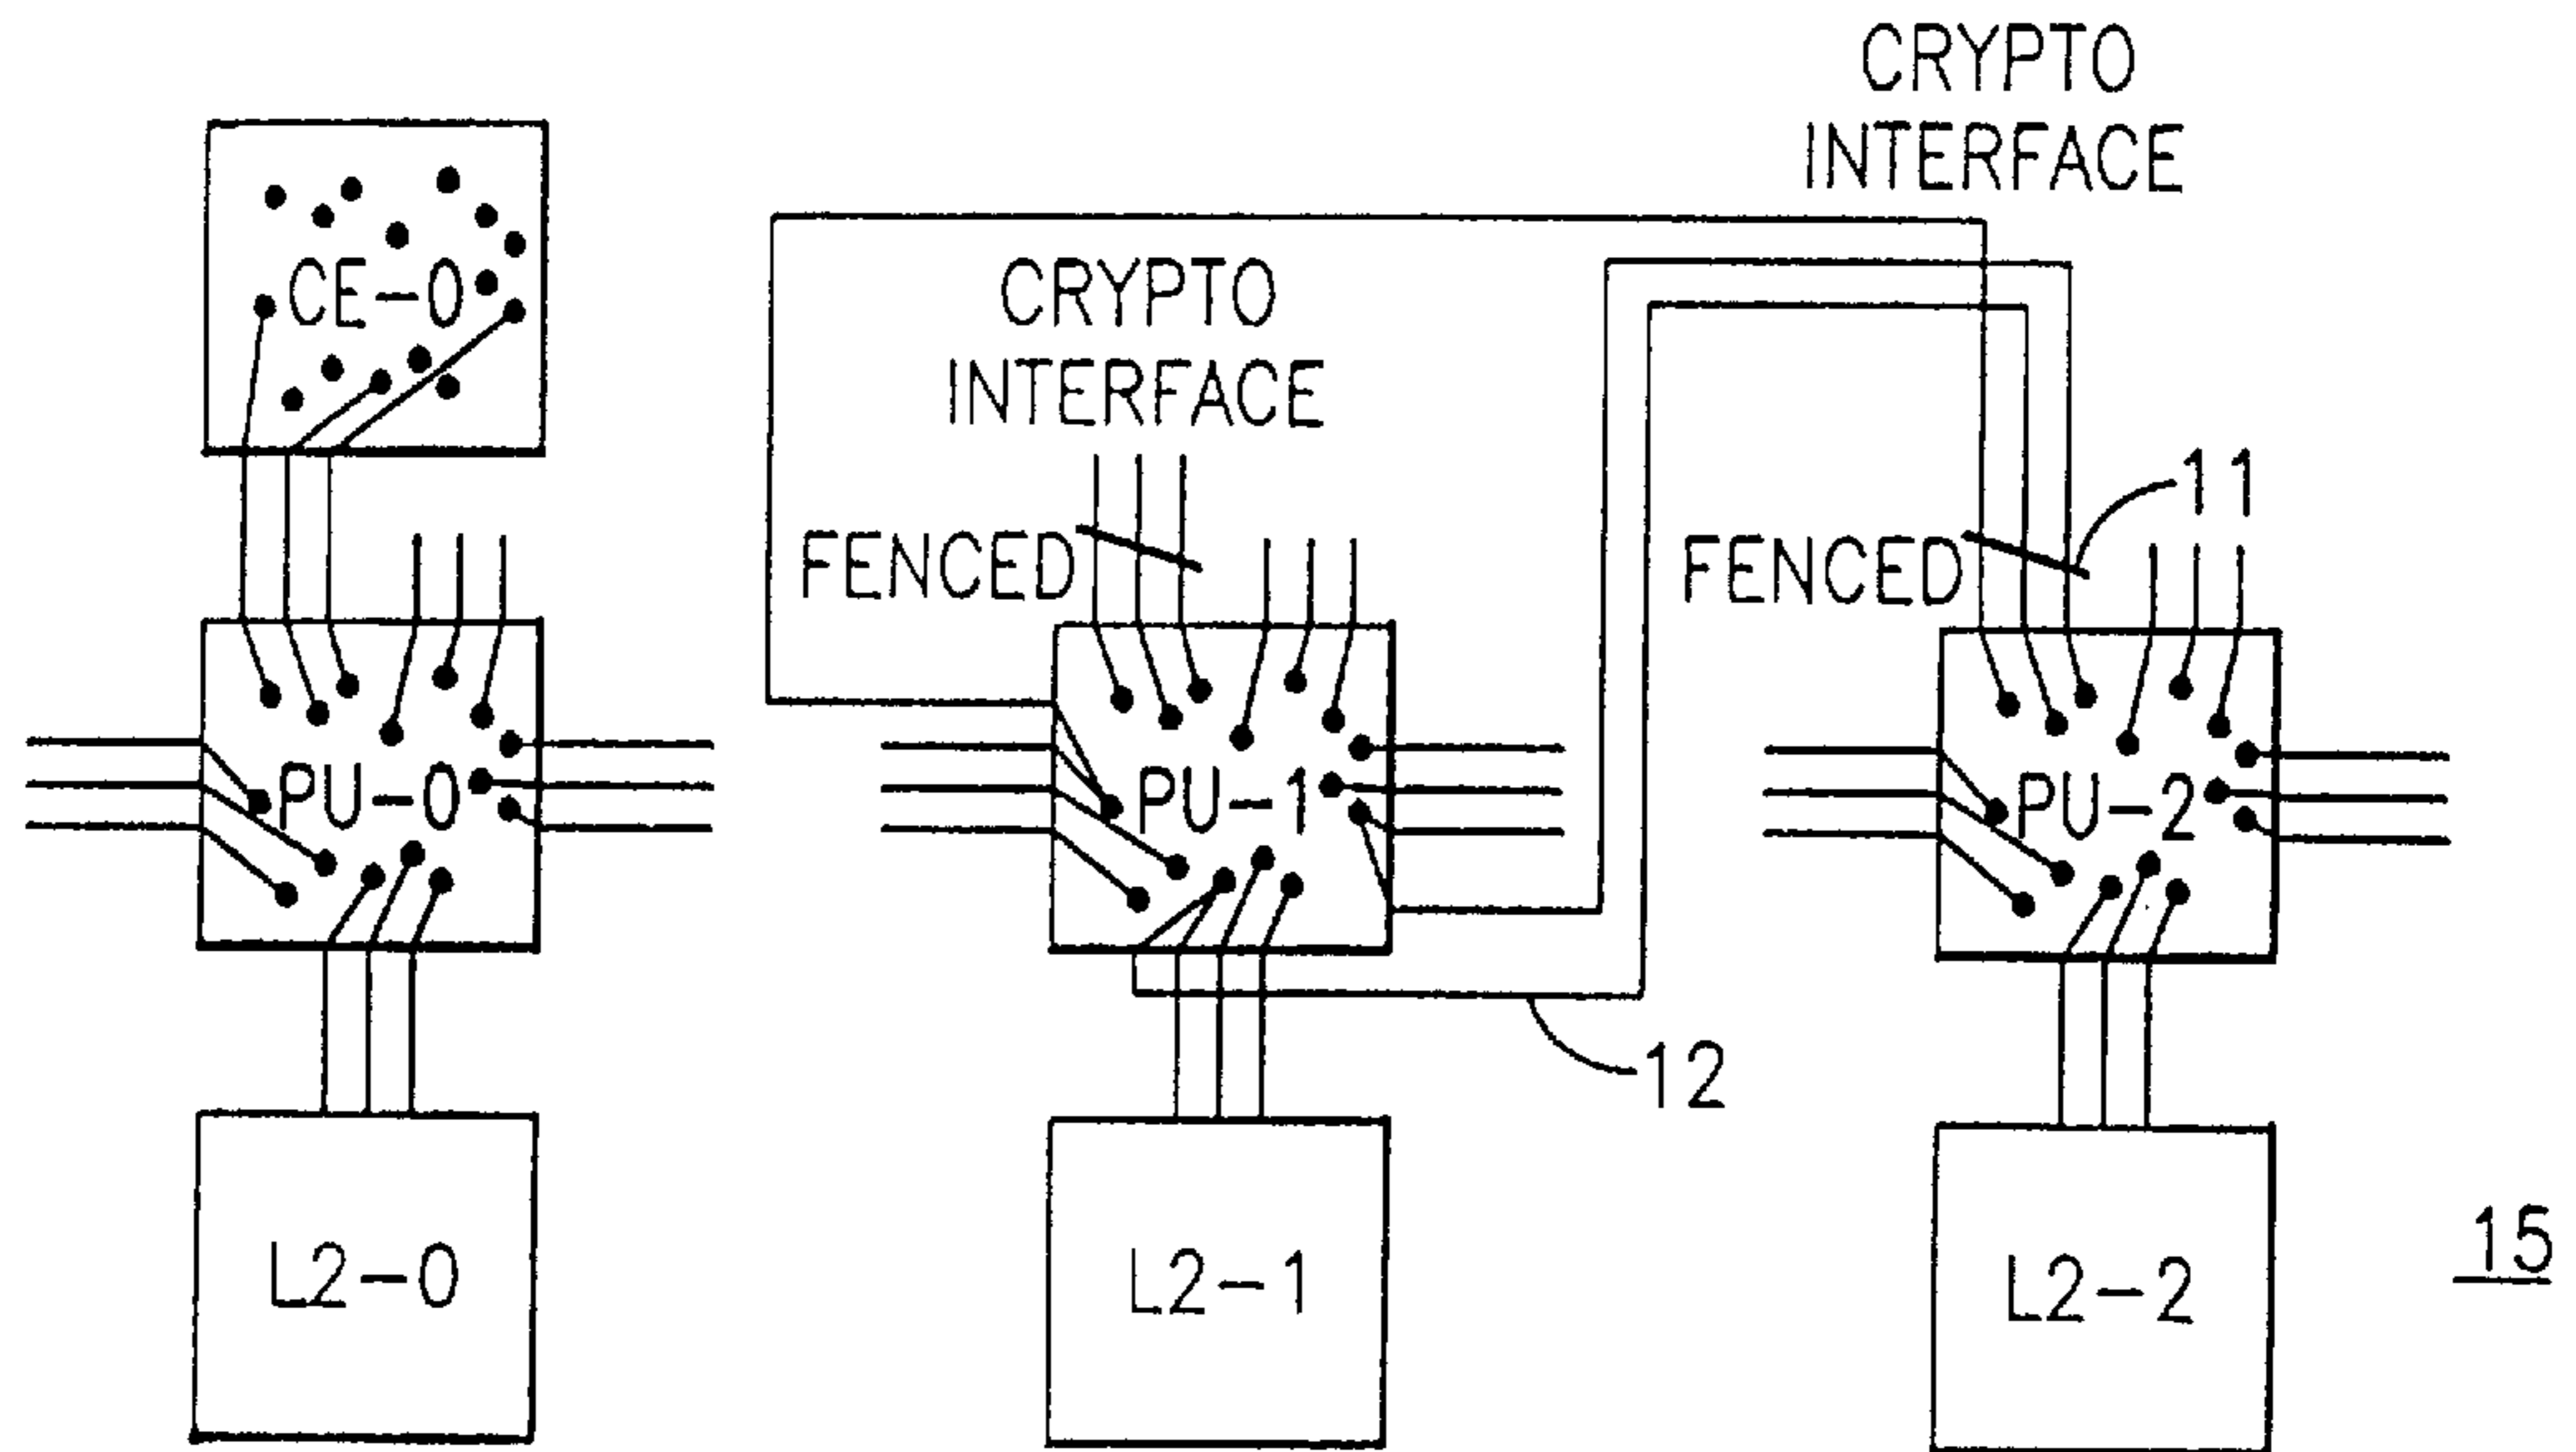 CRYPTO
INTERFACE
CE-0
CRYPTO
INTERFACE
11
FENCED
FENCED
PU-0
PU-1
PU-2
12
L2-0
L2-1
L2-2
15